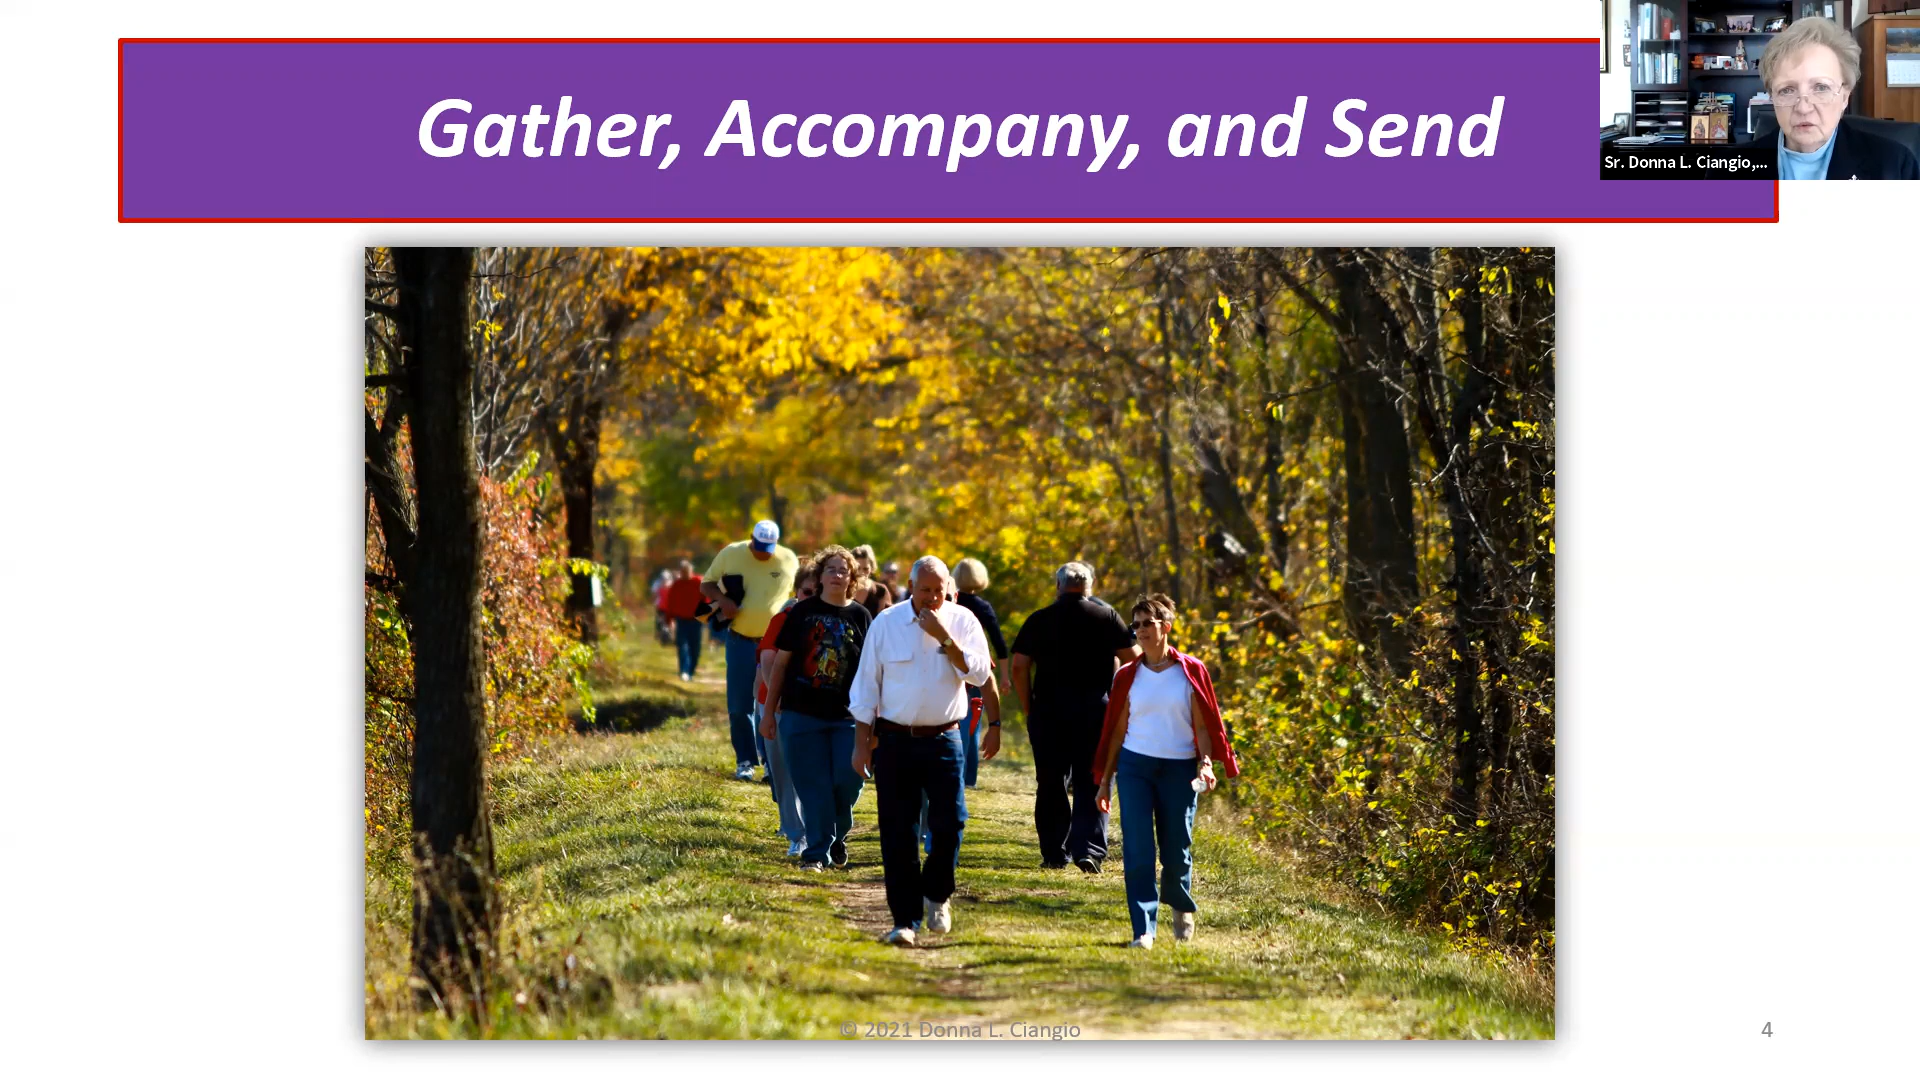 Gather, Accompany, and Send
Sr. Donna L. Ciangio,...
© 2021 Donna L. Ciangio
4